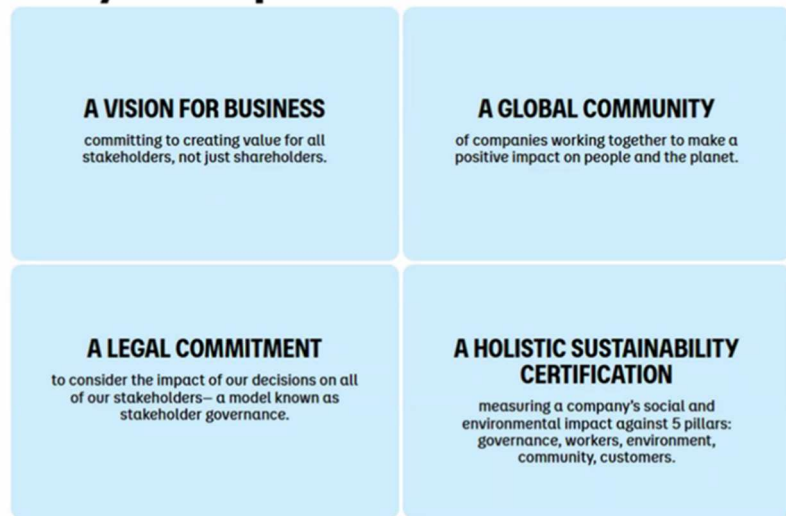 A VISION FOR BUSINESS
committing to creating value for all
stakeholders, not just shareholders.
A GLOBAL COMMUNITY
of companies working together to make a
positive impact on people and the planet.
A LEGAL COMMITMENT
to consider the impact of our decisions on all
of our stakeholders– a model known as
stakeholder governance.
A HOLISTIC SUSTAINABILITY
CERTIFICATION
measuring a company's social and
environmental impact against 5 pillars:
governance, workers, environment,
community, customers.